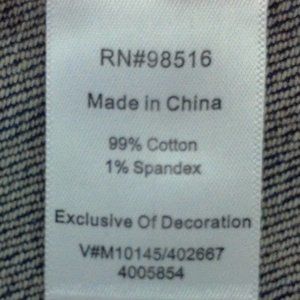 RN#98516
Made in China
99% Cotton
1% Spandex
Exclusive Of Decoration
V#M10145/402667
4005854